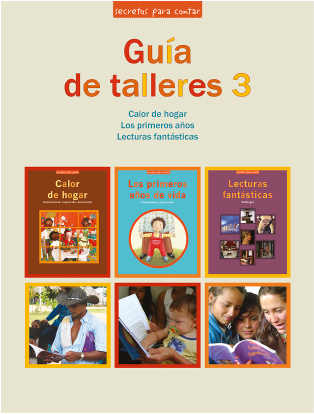 secretos para contar
Guía
de talleres 3
Calor de hogar
Los primeros años
Lecturas fantásticas
Calor
de hogar
Los primeros
años de vida
Lecturas
fantásticas